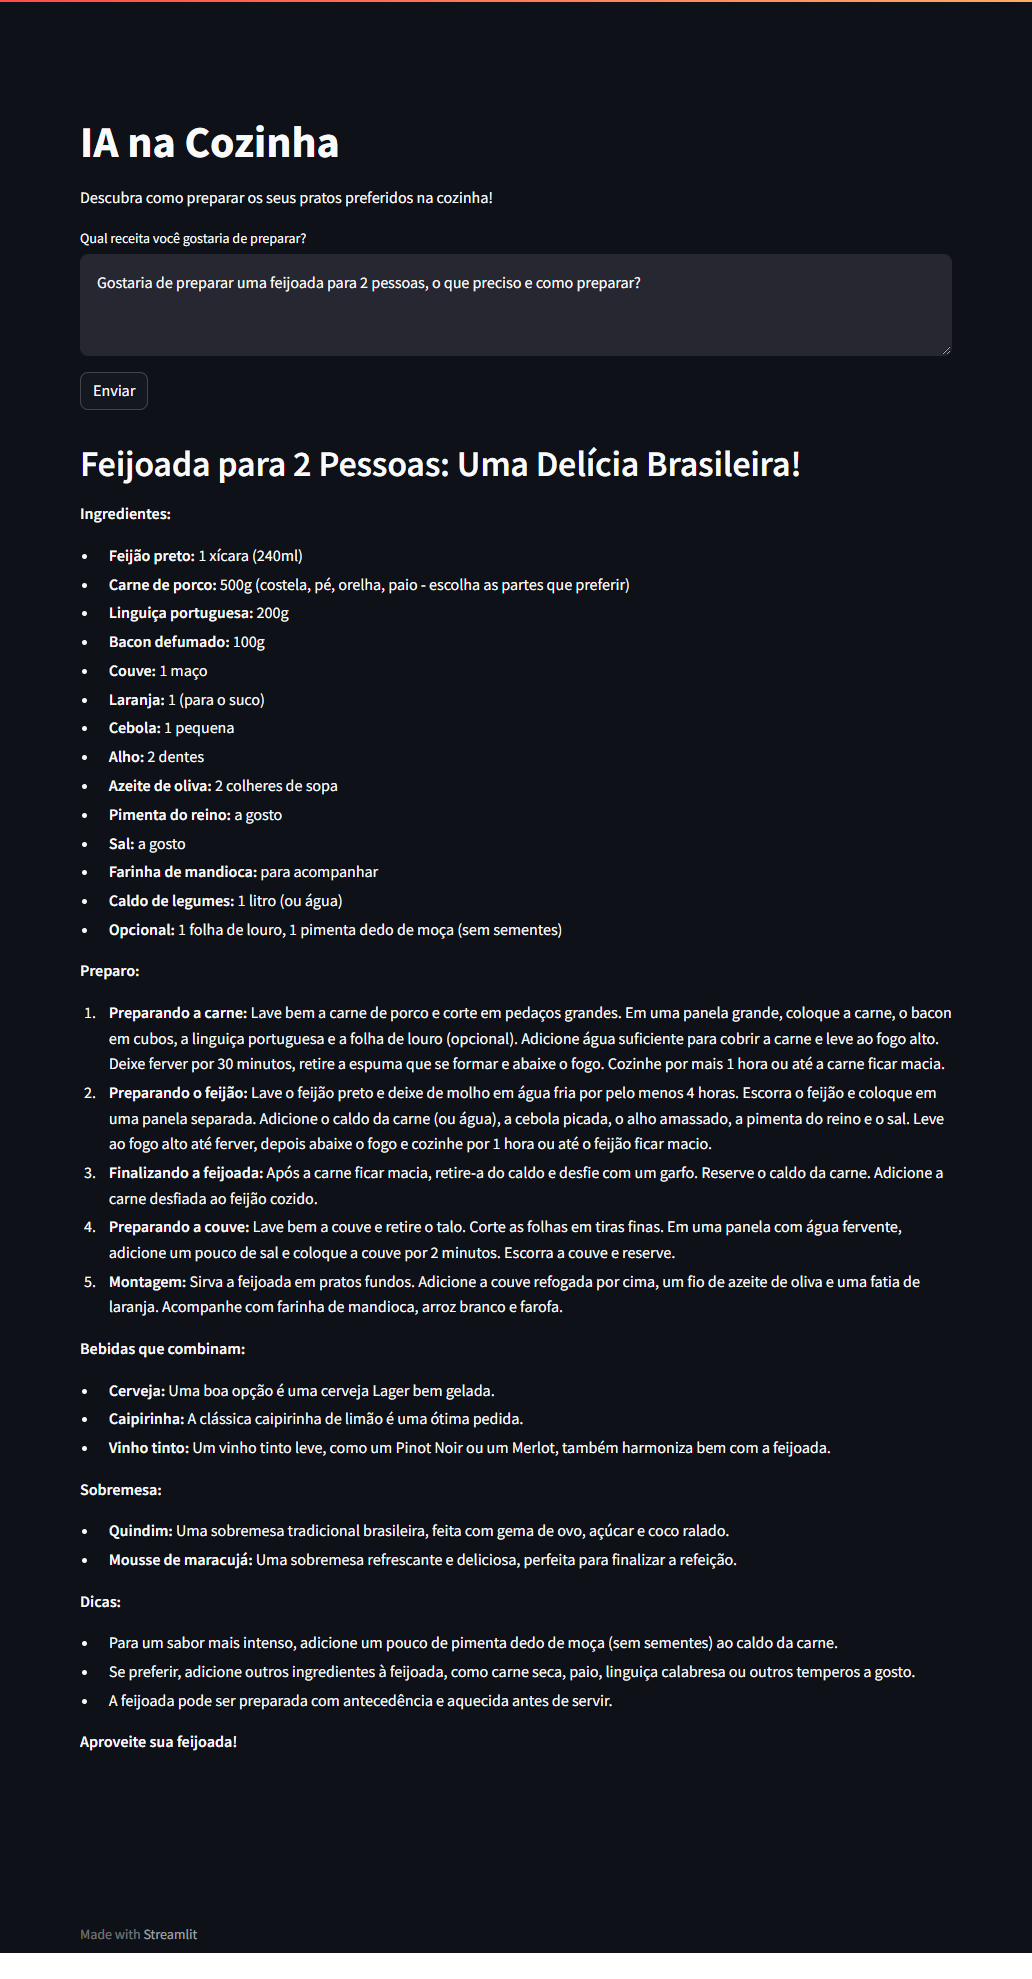 IA na Cozinha
Descubra como preparar os seus pratos preferidos na cozinha!
Qual receita você gostaria de preparar?
Gostaria de preparar uma feijoada para 2 pessoas, o que preciso e como preparar?
Enviar
Feijoada para 2 Pessoas: Uma Delícia Brasileira!
Ingredientes:
• Feijão preto: 1 xícara (240ml)
• Carne de porco: 500g (costela, pé, orelha, paio - escolha as partes que preferir)
• Linguiça portuguesa: 200g
• Bacon defumado: 100g
• Couve: 1 maço
• Laranja: 1 (para o suco)
• Cebola: 1 pequena
• Alho: 2 dentes
• Azeite de oliva: 2 colheres de sopa
• Pimenta do reino: a gosto
• Sal: a gosto
• Farinha de mandioca: para acompanhar
• Caldo de legumes: 1 litro (ou água)
• Opcional: 1 folha de louro, 1 pimenta dedo de moça (sem sementes)
Preparo:
1. Preparando a carne: Lave bem a carne de porco e corte em pedaços grandes. Em uma panela grande, coloque a carne, o bacon
em cubos, a linguiça portuguesa e a folha de louro (opcional). Adicione água suficiente para cobrir a carne e leve ao fogo alto.
Deixe ferver por 30 minutos, retire a espuma que se formar e abaixe o fogo. Cozinhe por mais 1 hora ou até a carne ficar macia.
2. Preparando o feijão: Lave o feijão preto e deixe de molho em água fria por pelo menos 4 horas. Escorra o feijão e coloque em
uma panela separada. Adicione o caldo da carne (ou água), a cebola picada, o alho amassado, a pimenta do reino e o sal. Leve
ao fogo alto até ferver, depois abaixe o fogo e cozinhe por 1 hora ou até o feijão ficar macio.
3. Finalizando a feijoada: Após a carne ficar macia, retire-a do caldo e desfie com um garfo. Reserve o caldo da carne. Adicione a
carne desfiada ao feijão cozido.
4. Preparando a couve: Lave bem a couve e retire o talo. Corte as folhas em tiras finas. Em uma panela com água fervente,
adicione um pouco de sal e coloque a couve por 2 minutos. Escorra a couve e reserve.
5. Montagem: Sirva a feijoada em pratos fundos. Adicione a couve refogada por cima, um fio de azeite de oliva e uma fatia de
laranja. Acompanhe com farinha de mandioca, arroz branco e farofa.
Bebidas que combinam:
• Cerveja: Uma boa opção é uma cerveja Lager bem gelada.
• Caipirinha: A clássica caipirinha de limão é uma ótima pedida.
• Vinho tinto: Um vinho tinto leve, como um Pinot Noir ou um Merlot, também harmoniza bem com a feijoada.
Sobremesa:
• Quindim: Uma sobremesa tradicional brasileira, feita com gema de ovo, açúcar e coco ralado.
• Mousse de maracujá: Uma sobremesa refrescante e deliciosa, perfeita para finalizar a refeição.
Dicas:
• Para um sabor mais intenso, adicione um pouco de pimenta dedo de moça (sem sementes) ao caldo da carne.
• Se preferir, adicione outros ingredientes à feijoada, como carne seca, paio, linguiça calabresa ou outros temperos a gosto.
• A feijoada pode ser preparada com antecedência e aquecida antes de servir.
Aproveite sua feijoada!
Made with Streamlit